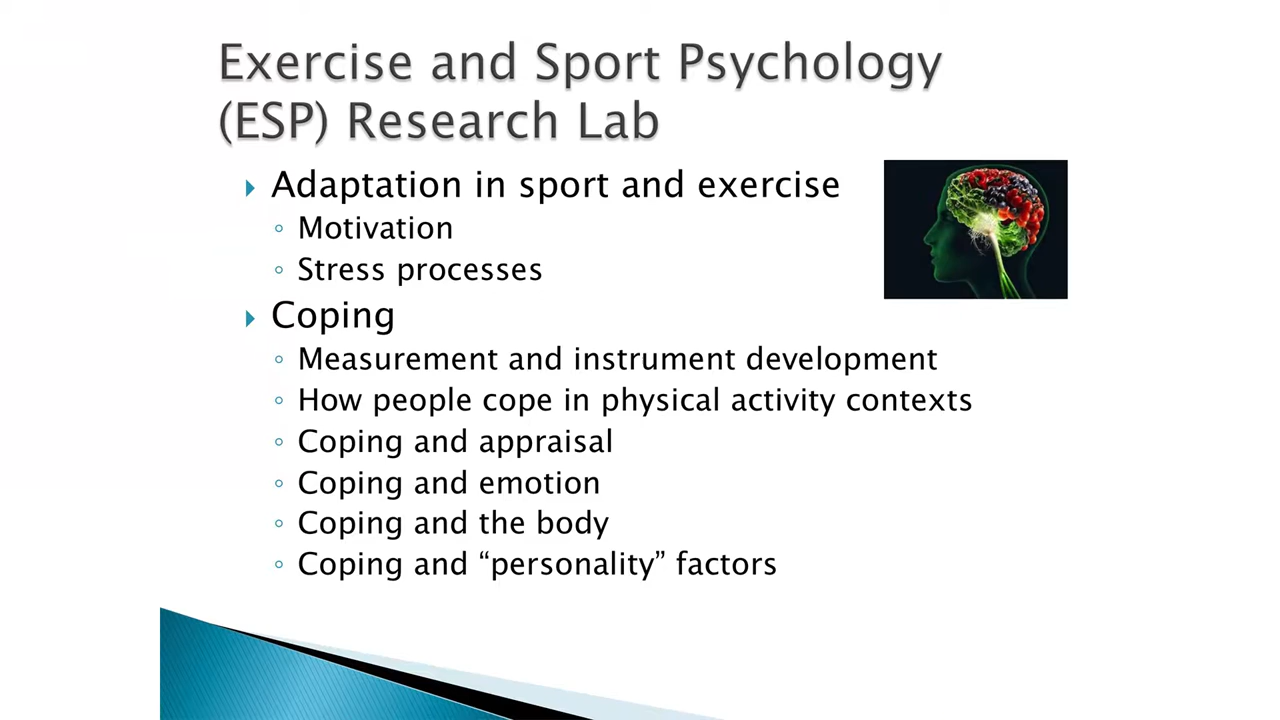 Exercise and Sport Psychology
(ESP) Research Lab
Adaptation in sport and exercise
Motivation
Stress processes
Coping
Measurement and instrument development
How people cope in physical activity contexts
Coping and appraisal
Coping and emotion
Coping and the body
Coping and “personality” factors